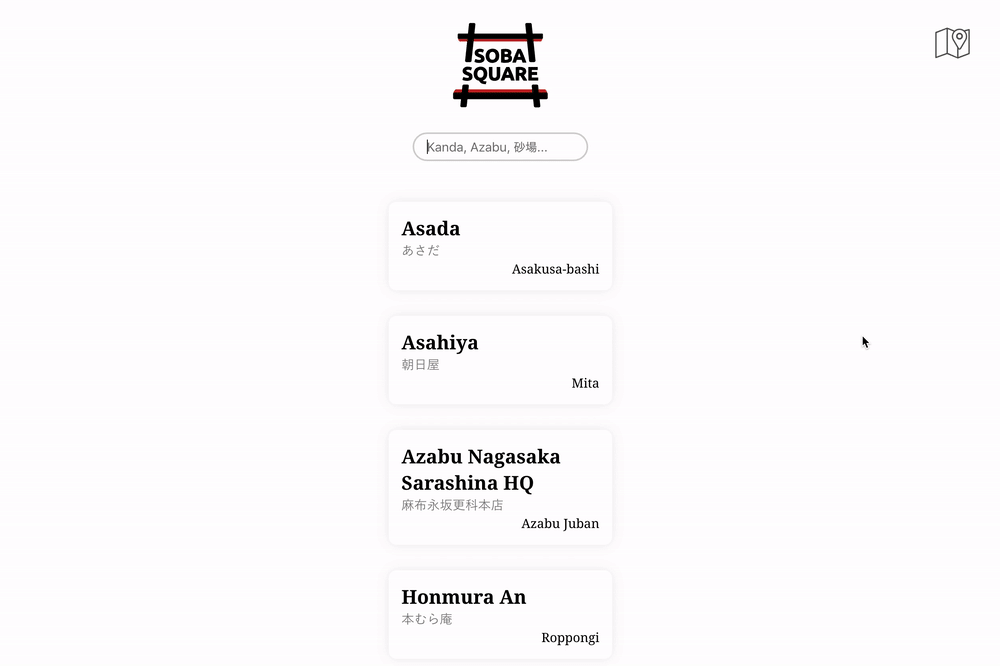 SOBA
SQUARE
Kanda, Azabu, 砂場...
Asada
あさだ
Asakusa-bashi
Asahiya
朝日屋
Mita
Azabu Nagasaka
Sarashina HQ
麻布永坂更科本店
Azabu Juban
Honmura An
本むら庵
Roppongi